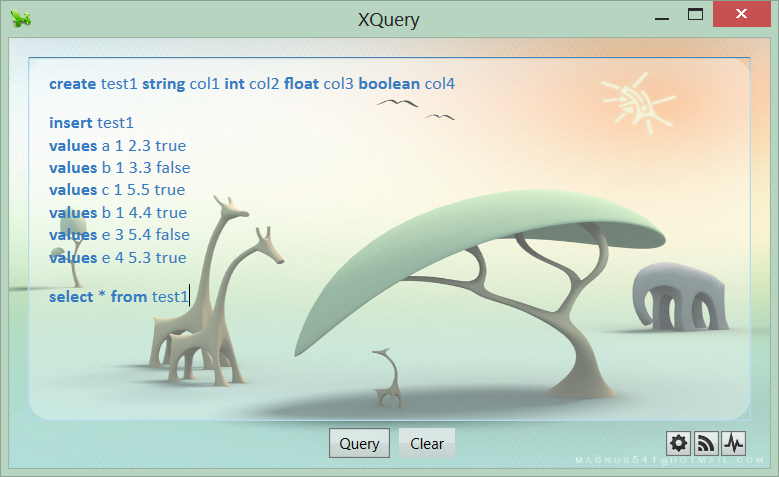 XQuery
create test1 string col1 int col2 float col3 boolean col4
insert test1
values a 1 2.3 true
values b 1 3.3 false
values c 1 5.5 true
values b 1 4.4 true
values e 3 5.4 false
values e 4 5.3 true
select * from test1
Query Clear
MAGNUS541@HOTMAIL.COM